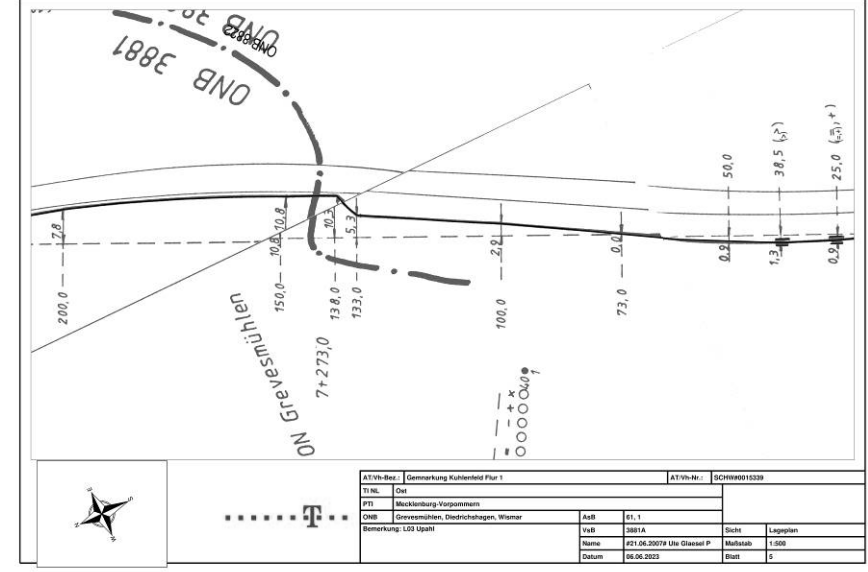 ONB 3881
ONB 8822
50,0
38,5
25,0
7,8
10,8
10,8
10,3
5,3
2,9
0,0
0,9
1,3
0,9
200,0
150,0
138,0
133,0
100,0
73,0
ON Grevesmühlen
7+273,0
AT/Vh-Bez.: Gemnarkung Kuhlenfeld Flur 1 AT/Vh-Nr.: SCHW#0015339
TI NL Ost
PTI Mecklenburg-Vorpommern
ONB Grevesmühlen, Diedrichshagen, Wismar AsB 61, 1
Bemerkung: L03 Upahl VsB 3881A Sicht Lageplan
Name #21.06.2007# Ute Glaesel P Maßstab 1:500
Datum 06.06.2023 Blatt 5
T